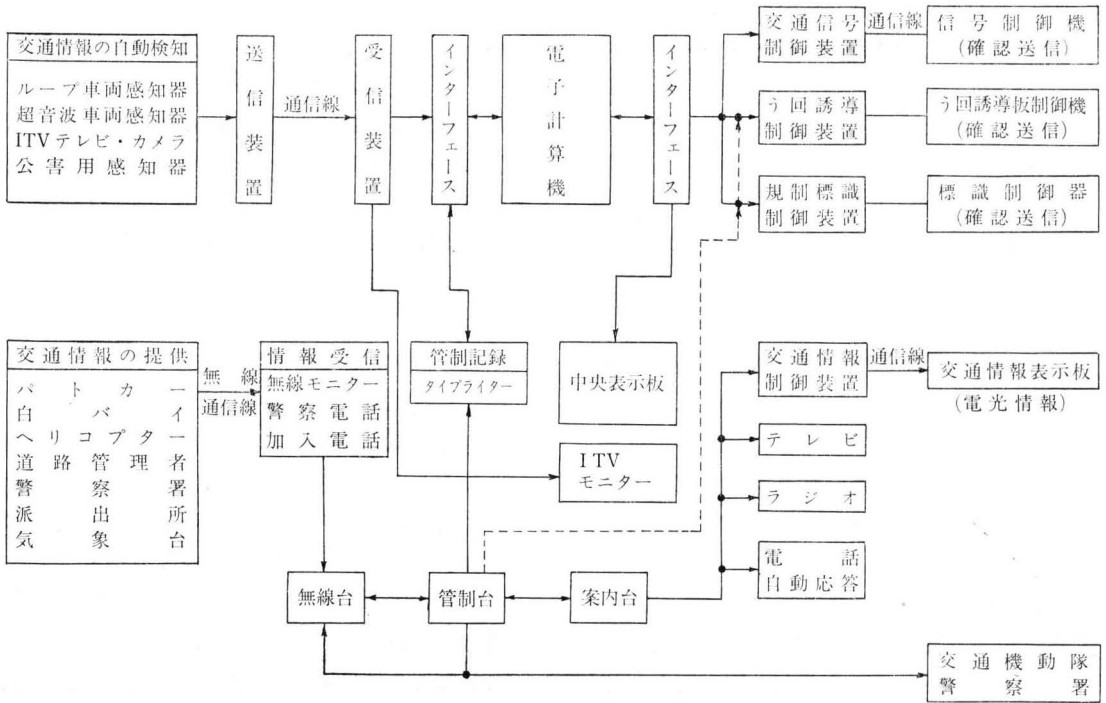 交通情報の自動検知
ループ車両感知器
超音波車両感知器
ITVテレビ・カメラ
公害用感知器
送信装置
通信線
受信装置
インターフェース
電子計算機
インターフェース
交通信号
制御装置
通信線
信号制御機
(確認送信)
う回誘導
制御装置
う回誘導板制御機
(確認送信)
規制標識
制御装置
標識制御器
(確認送信)
交通情報の提供
パトカー
白バイ
ヘリコプター
道路管理者
警察署
派出所
気象台
無線
通信線
情報受信
無線モニター
警察電話
加入電話
管制記録
タイプライター
中央表示板
ITV
モニター
交通情報
制御装置
通信線
交通情報表示板
(電光情報)
テレビ
ラジオ
電話
自動応答
無線台
管制台
案内台
交通機動隊
警察署